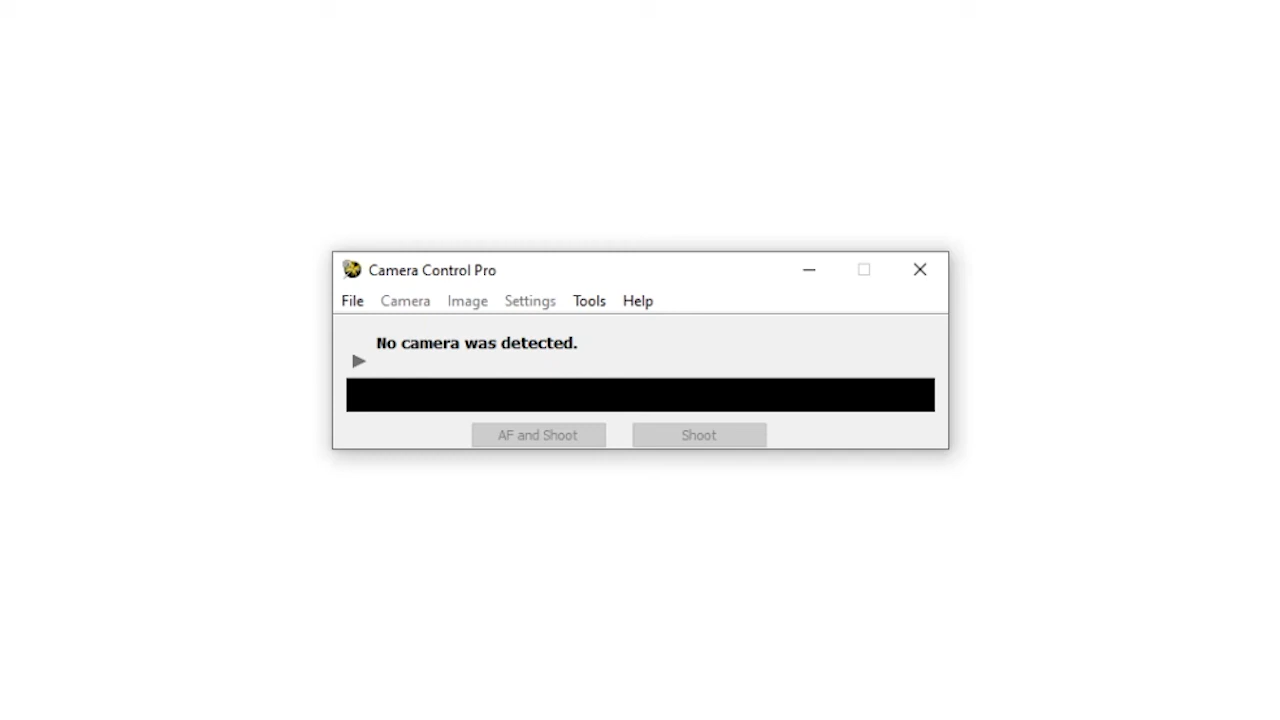 Camera Control Pro
File Camera Image Settings Tools Help
No camera was detected.
AF and Shoot Shoot